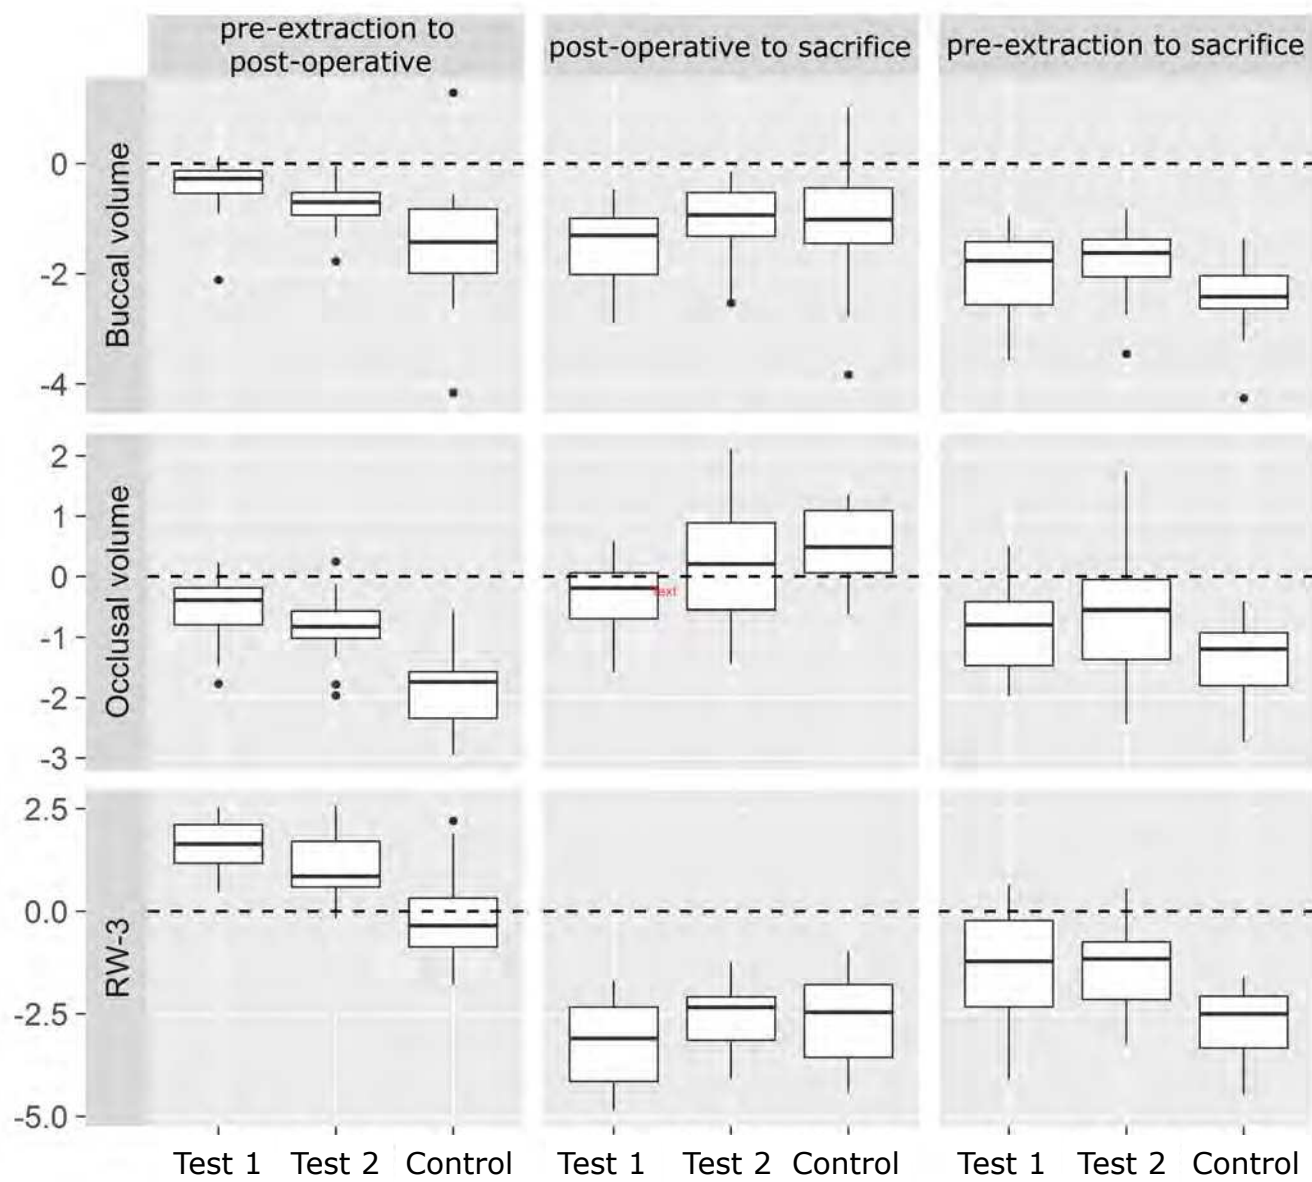 pre-extraction to
post-operative
post-operative to sacrifice
pre-extraction to sacrifice
Buccal volume
0
-2
-4
Occlusal volume
2
1
0
-1
-2
-3
text
RW-3
2.5
0.0
-2.5
-5.0
Test 1 Test 2 Control Test 1 Test 2 Control Test 1 Test 2 Control